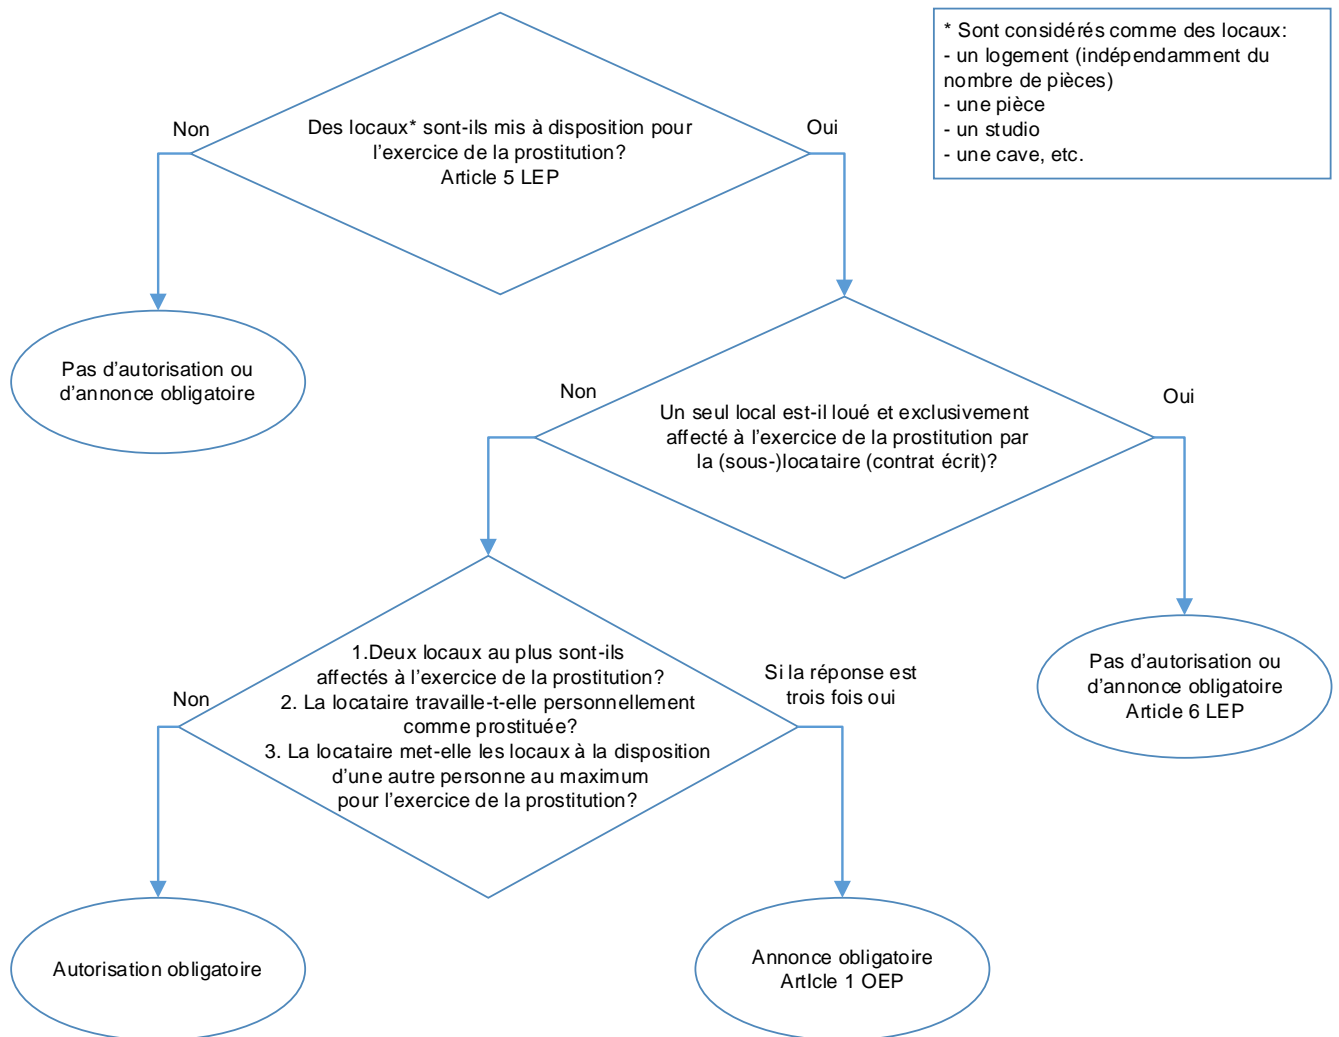 * Sont considérés comme des locaux:
- un logement (indépendamment du
nombre de pièces)
- une pièce
- un studio
- une cave, etc.
Non
Des locaux* sont-ils mis à disposition pour
l’exercice de la prostitution?
Article 5 LEP
Oui
Pas d’autorisation ou
d’annonce obligatoire
Non
Un seul local est-il loué et exclusivement
affecté à l’exercice de la prostitution par
la (sous-)locataire (contrat écrit)?
Oui
Non
1.Deux locaux au plus sont-ils
affectés à l’exercice de la prostitution?
2. La locataire travaille-t-elle personnellement
comme prostituée?
3. La locataire met-elle les locaux à la disposition
d’une autre personne au maximum
pour l’exercice de la prostitution?
Si la réponse est
trois fois oui
Pas d’autorisation ou
d’annonce obligatoire
Article 6 LEP
Autorisation obligatoire
Annonce obligatoire
ArtIcle 1 OEP